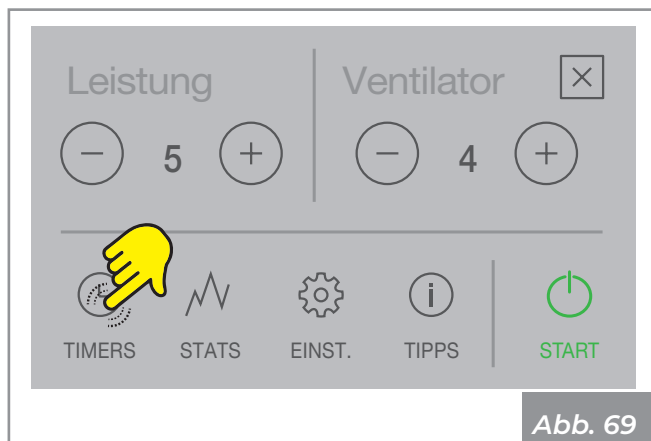 Leistung Ventilator
5 4
TIMERS STATS EINST. TIPPS START
Abb. 69